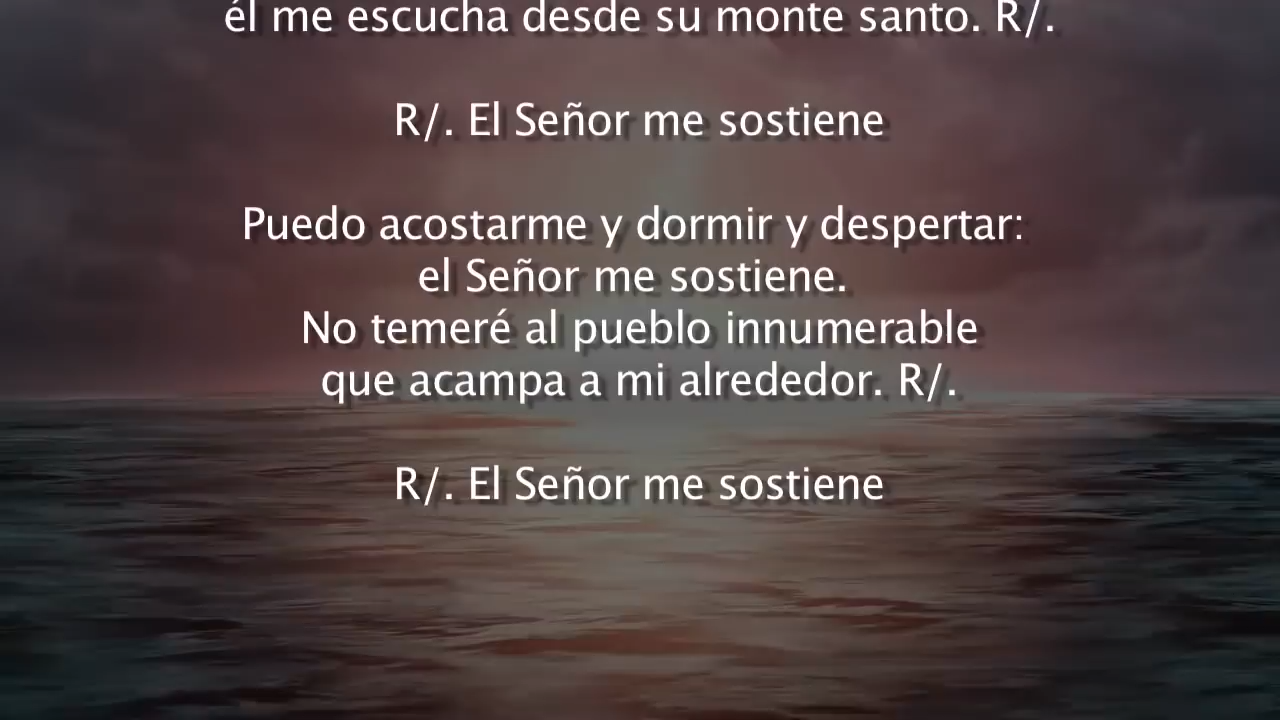 él me escucha desde su monte santo. R/.
R/. El Señor me sostiene
Puedo acostarme y dormir y despertar:
el Señor me sostiene.
No temeré al pueblo innumerable
que acampa a mi alrededor. R/.
R/. El Señor me sostiene